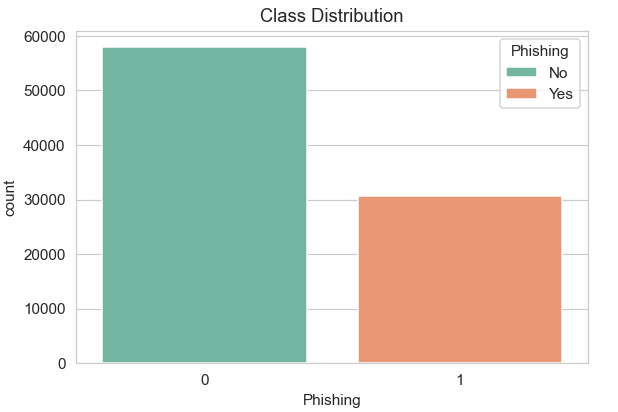 Class Distribution
60000
50000
40000
30000
20000
10000
0
count
Phishing
No
Yes
0
1
Phishing